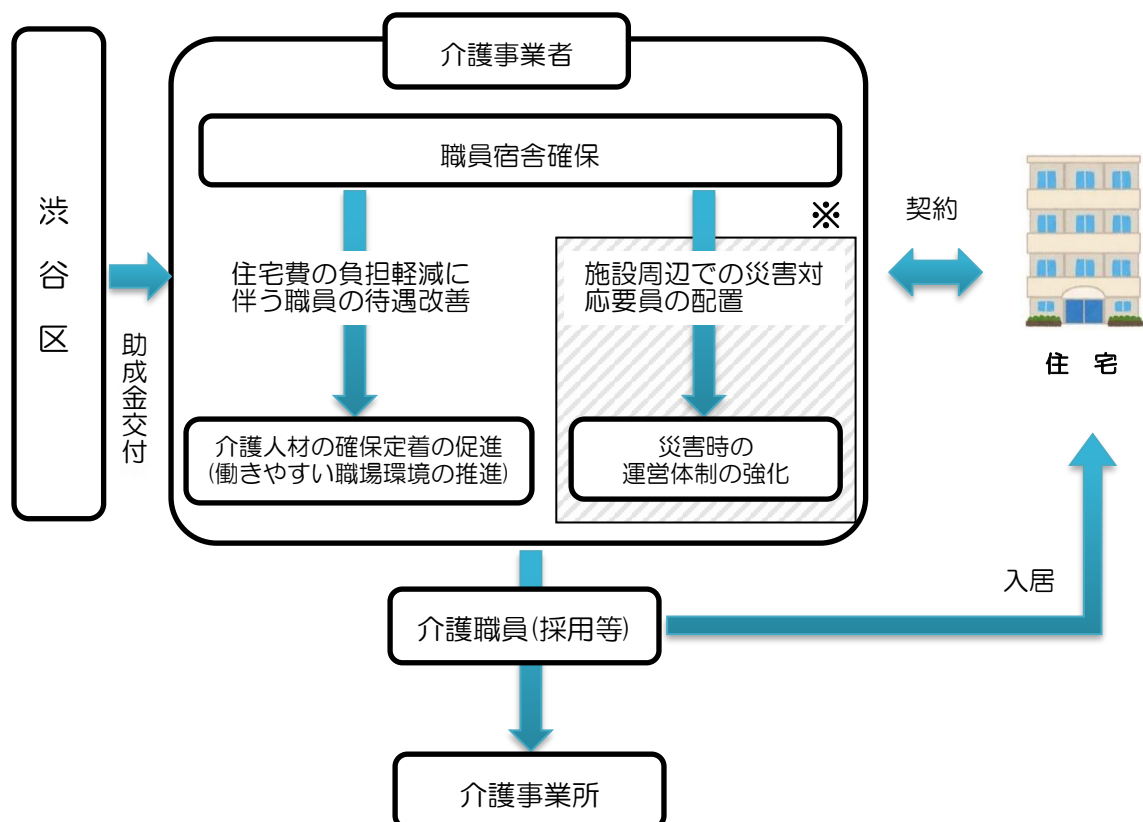 渋谷区
助成金交付
介護事業者
職員宿舎確保
※
住宅費の負担軽減に
伴う職員の待遇改善
施設周辺での災害対
応要員の配置
介護人材の確保定着の促進
(働きやすい職場環境の推進)
災害時の
運営体制の強化
契約
住 宅
入居
介護職員(採用等)
介護事業所